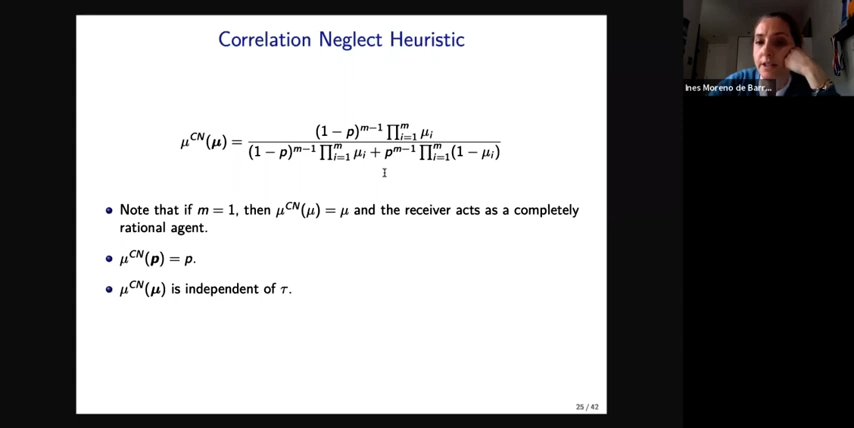 Correlation Neglect Heuristic
μ^{CN}(μ) = \frac{(1 − p)^{m−1} ∏_{i=1}^{m} μ_i}{(1 − p)^{m−1} ∏_{i=1}^{m} μ_i + p^{m−1} ∏_{i=1}^{m} (1 − μ_i)}
• Note that if m = 1, then μ^{CN}(μ) = μ and the receiver acts as a completely
rational agent.
• μ^{CN}(p) = p.
• μ^{CN}(μ) is independent of τ.
25 / 42
Ines Moreno de Barr...